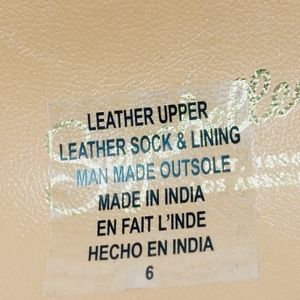 LEATHER UPPER
LEATHER SOCK & LINING
MAN MADE OUTSOLE
MADE IN INDIA
EN FAIT L'INDE
HECHO EN INDIA
6